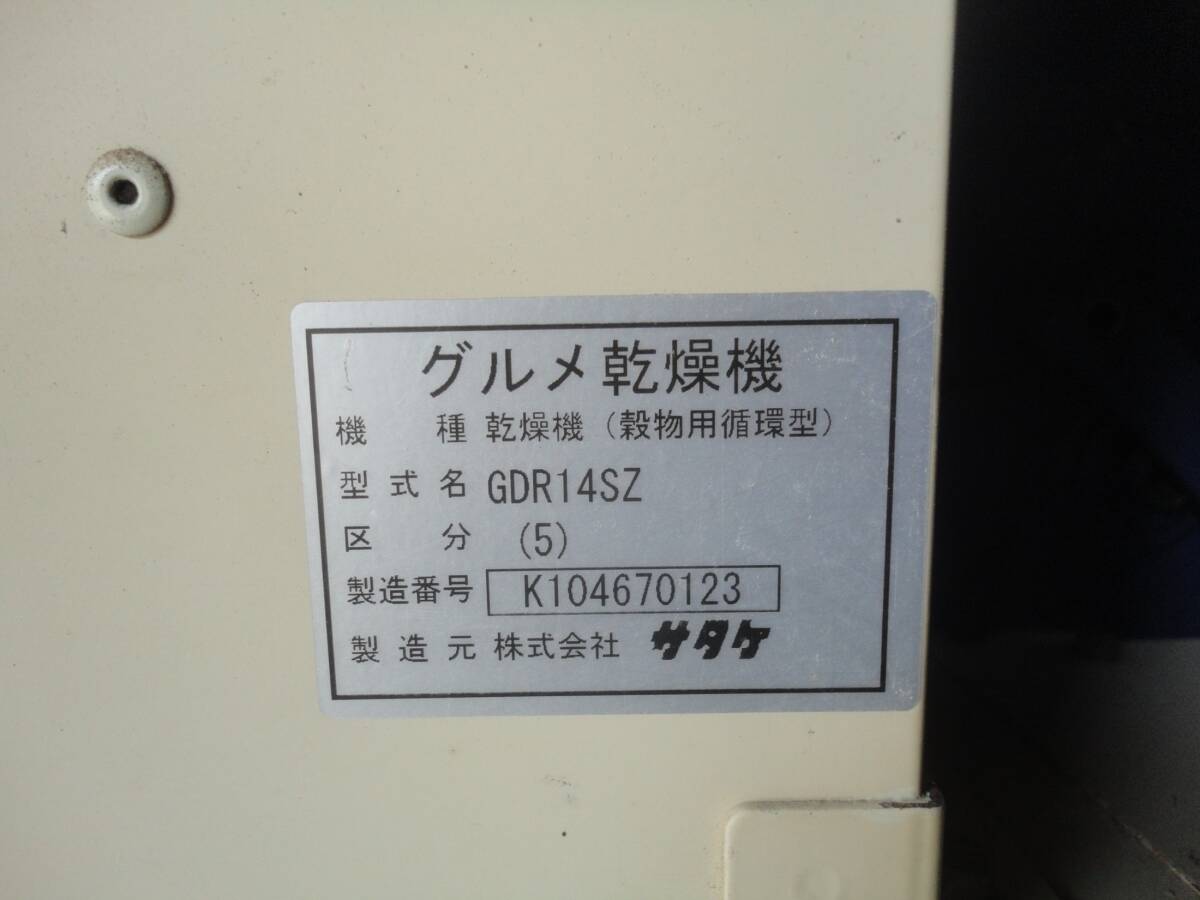 グルメ乾燥機
機種 乾燥機（穀物用循環型）
型式名 GDR14SZ
区分 (5)
製造番号 K104670123
製造元 株式会社 サタケ